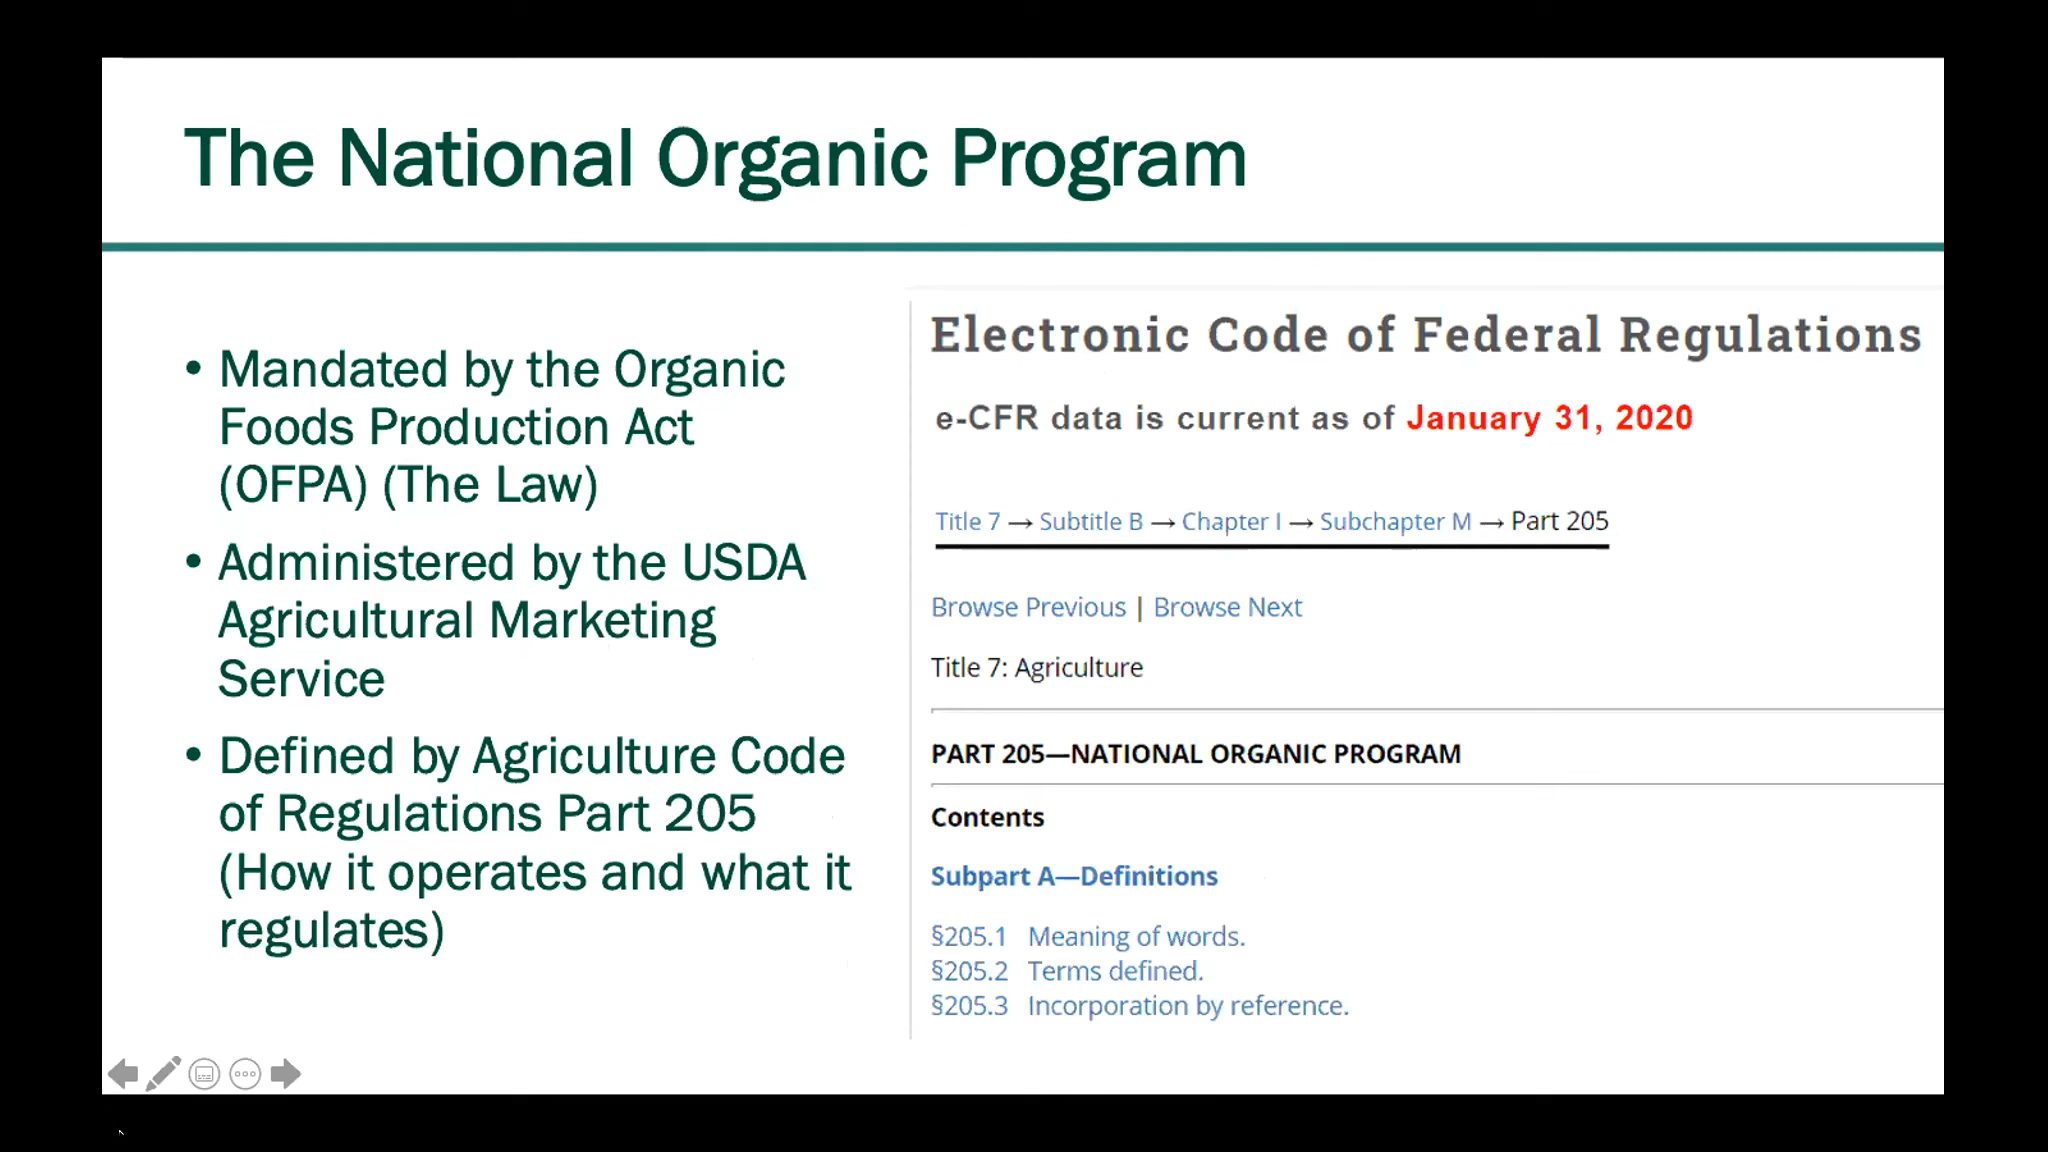 The National Organic Program
• Mandated by the Organic
Foods Production Act
(OFPA) (The Law)
• Administered by the USDA
Agricultural Marketing
Service
• Defined by Agriculture Code
of Regulations Part 205
(How it operates and what it
regulates)
Electronic Code of Federal Regulations
e-CFR data is current as of January 31, 2020
Title 7 → Subtitle B → Chapter I → Subchapter M → Part 205
Browse Previous | Browse Next
Title 7: Agriculture
PART 205—NATIONAL ORGANIC PROGRAM
Contents
Subpart A—Definitions
§205.1 Meaning of words.
§205.2 Terms defined.
§205.3 Incorporation by reference.